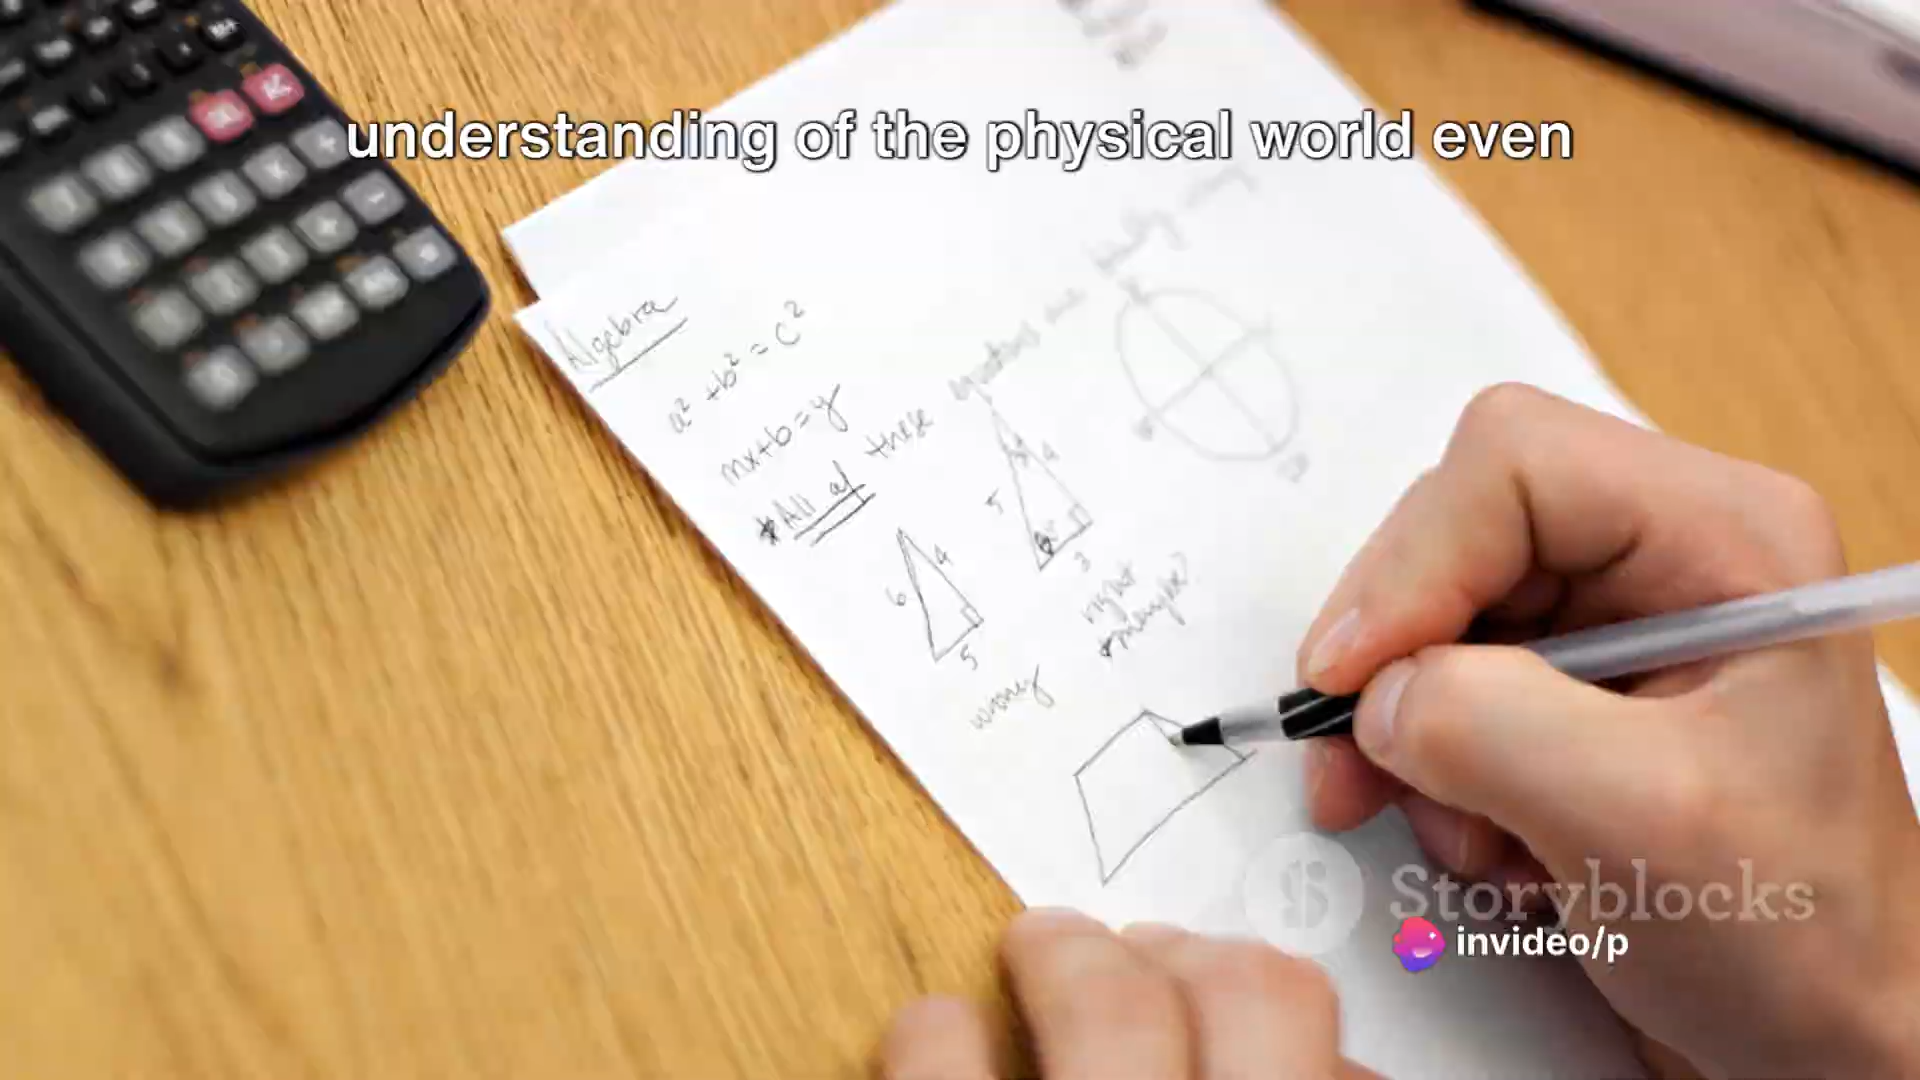 understanding of the physical world even
Algebra
a² + b² = c²
mx+b=y
*All of these
5
4
3
6
4
5
wrong
right
*maybe?
Storyblocks
invideo/p